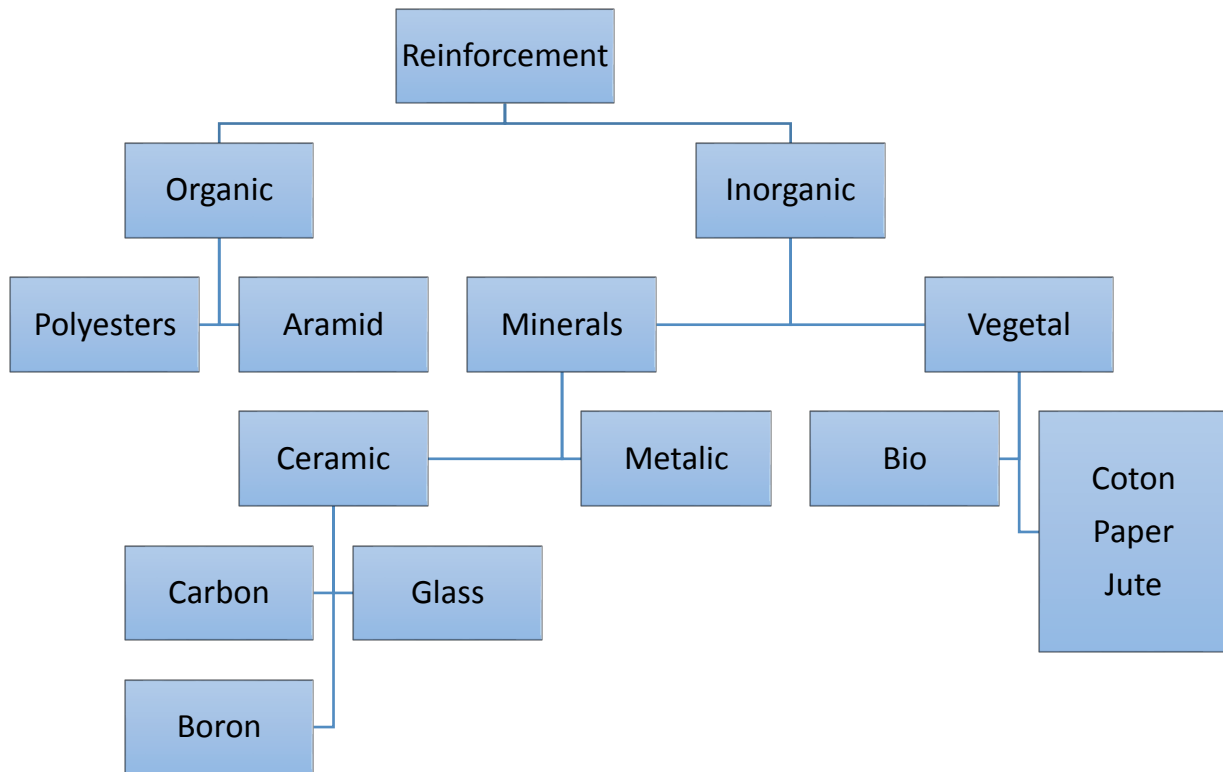 Reinforcement
Organic
Inorganic
Polyesters
Aramid
Minerals
Vegetal
Ceramic
Metalic
Bio
Coton
Paper
Jute
Carbon
Glass
Boron